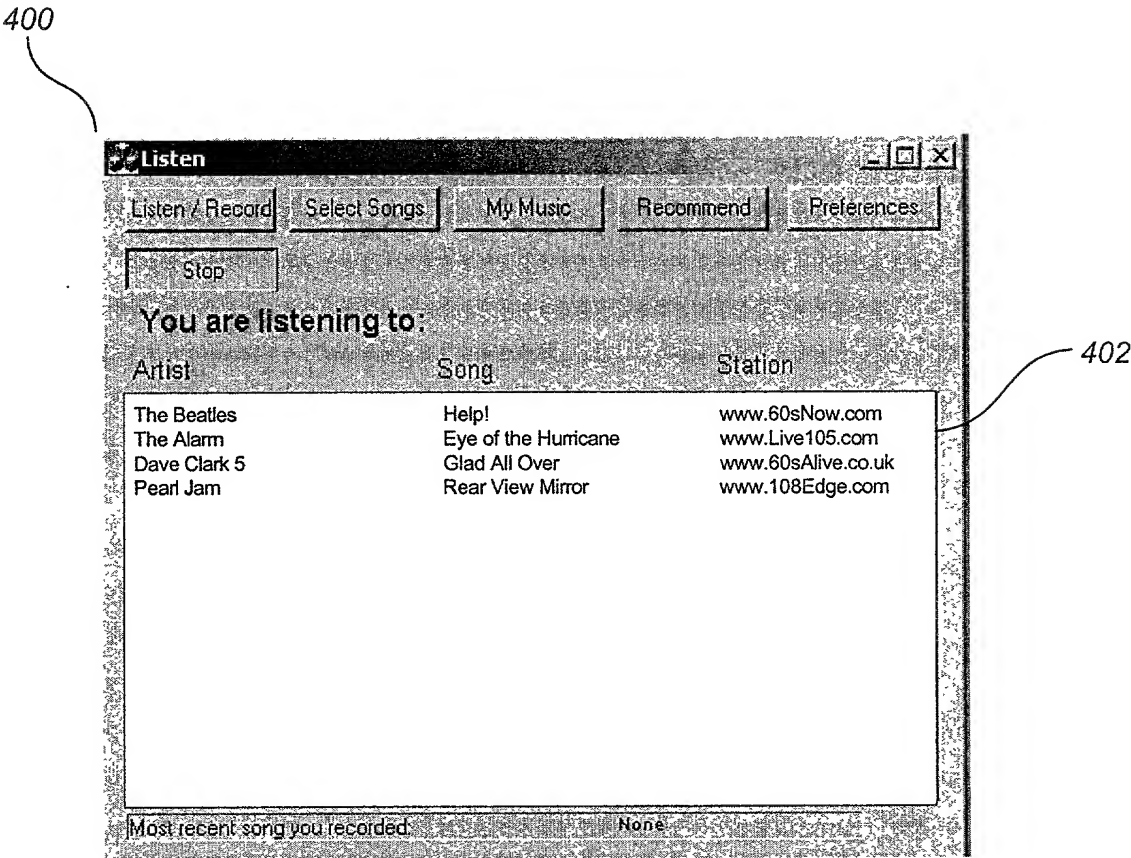 400
Listen
Listen / Record Select Songs My Music Recommend Preferences
Stop
You are listening to:
Artist Song Station
402
The Beatles Help! www.60sNow.com
The Alarm Eye of the Hurricane www.Live105.com
Dave Clark 5 Glad All Over www.60sAlive.co.uk
Pearl Jam Rear View Mirror www.108Edge.com
Most recent song you recorded: None